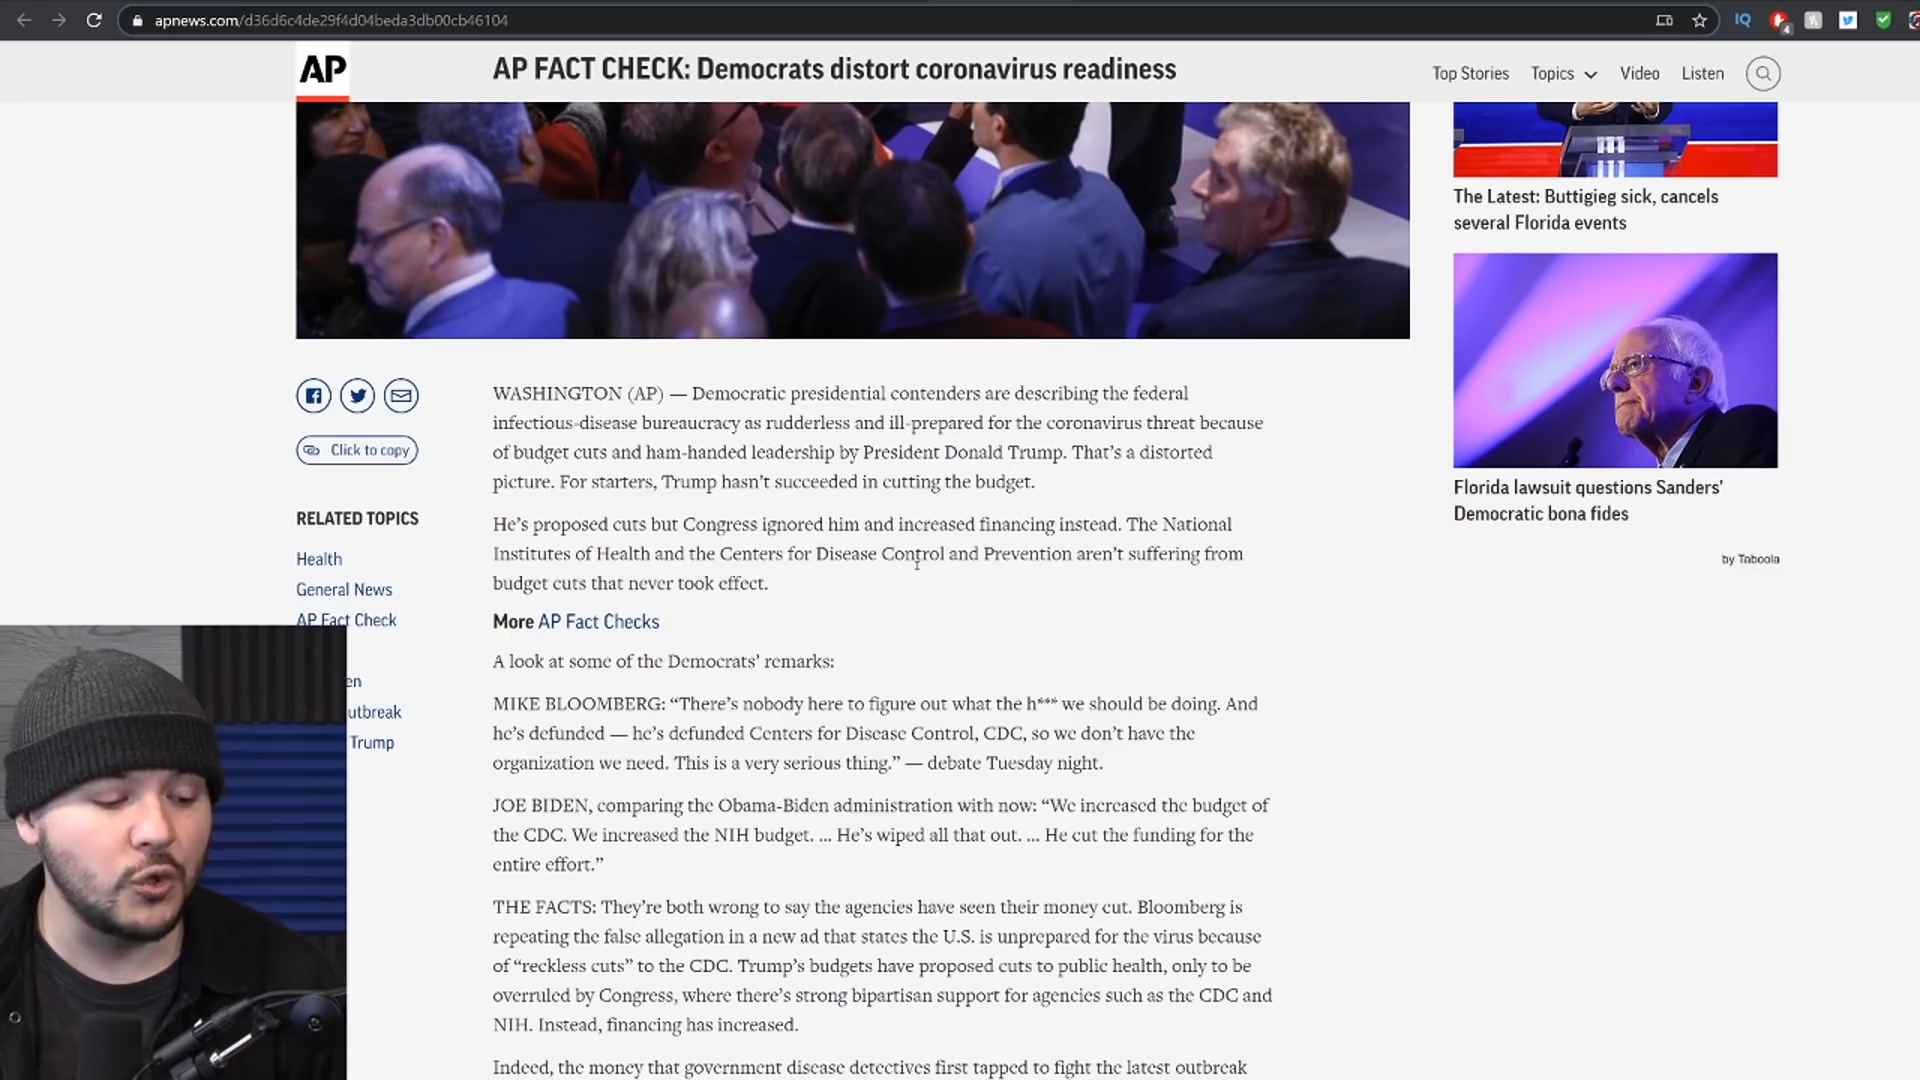 apnews.com/d36d6c4de29f4d04beda3db00cb46104
IQ
4
AP
AP FACT CHECK: Democrats distort coronavirus readiness
Top Stories
Topics
Video
Listen
The Latest: Buttigieg sick, cancels
several Florida events
Florida lawsuit questions Sanders'
Democratic bona fides
by Taboola
Click to copy
RELATED TOPICS
Health
General News
AP Fact Check
en
utbreak
Trump
WASHINGTON (AP) — Democratic presidential contenders are describing the federal
infectious-disease bureaucracy as rudderless and ill-prepared for the coronavirus threat because
of budget cuts and ham-handed leadership by President Donald Trump. That’s a distorted
picture. For starters, Trump hasn’t succeeded in cutting the budget.
He’s proposed cuts but Congress ignored him and increased financing instead. The National
Institutes of Health and the Centers for Disease Control and Prevention aren’t suffering from
budget cuts that never took effect.
More AP Fact Checks
A look at some of the Democrats’ remarks:
MIKE BLOOMBERG: “There’s nobody here to figure out what the h*** we should be doing. And
he’s defunded — he’s defunded Centers for Disease Control, CDC, so we don’t have the
organization we need. This is a very serious thing.” — debate Tuesday night.
JOE BIDEN, comparing the Obama-Biden administration with now: “We increased the budget of
the CDC. We increased the NIH budget. ... He’s wiped all that out. ... He cut the funding for the
entire effort.”
THE FACTS: They’re both wrong to say the agencies have seen their money cut. Bloomberg is
repeating the false allegation in a new ad that states the U.S. is unprepared for the virus because
of “reckless cuts” to the CDC. Trump’s budgets have proposed cuts to public health, only to be
overruled by Congress, where there’s strong bipartisan support for agencies such as the CDC and
NIH. Instead, financing has increased.
Indeed, the money that government disease detectives first tapped to fight the latest outbreak